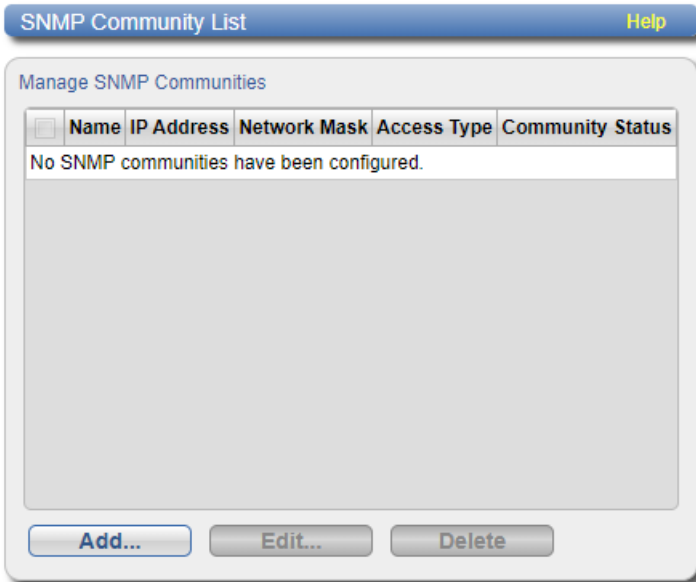 SNMP Community List Help
Manage SNMP Communities
Name IP Address Network Mask Access Type Community Status
No SNMP communities have been configured.
Add... Edit... Delete